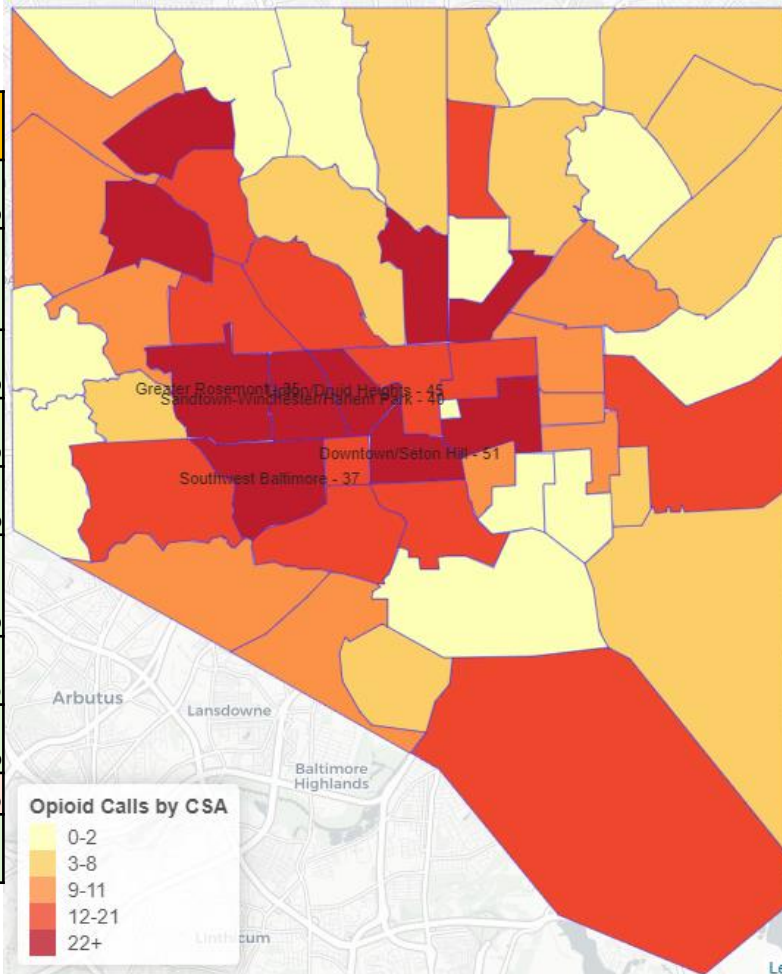 Greater Rosemont - 35
Upton/Druid Heights - 45
Sandtown-Winchester/Harlem Park - 40
Downtown/Seton Hill - 51
Southwest Baltimore - 37
Arbutus
Lansdowne
Baltimore
Highlands
Opioid Calls by CSA
0-2
3-8
9-11
12-21
22+
Linthicum